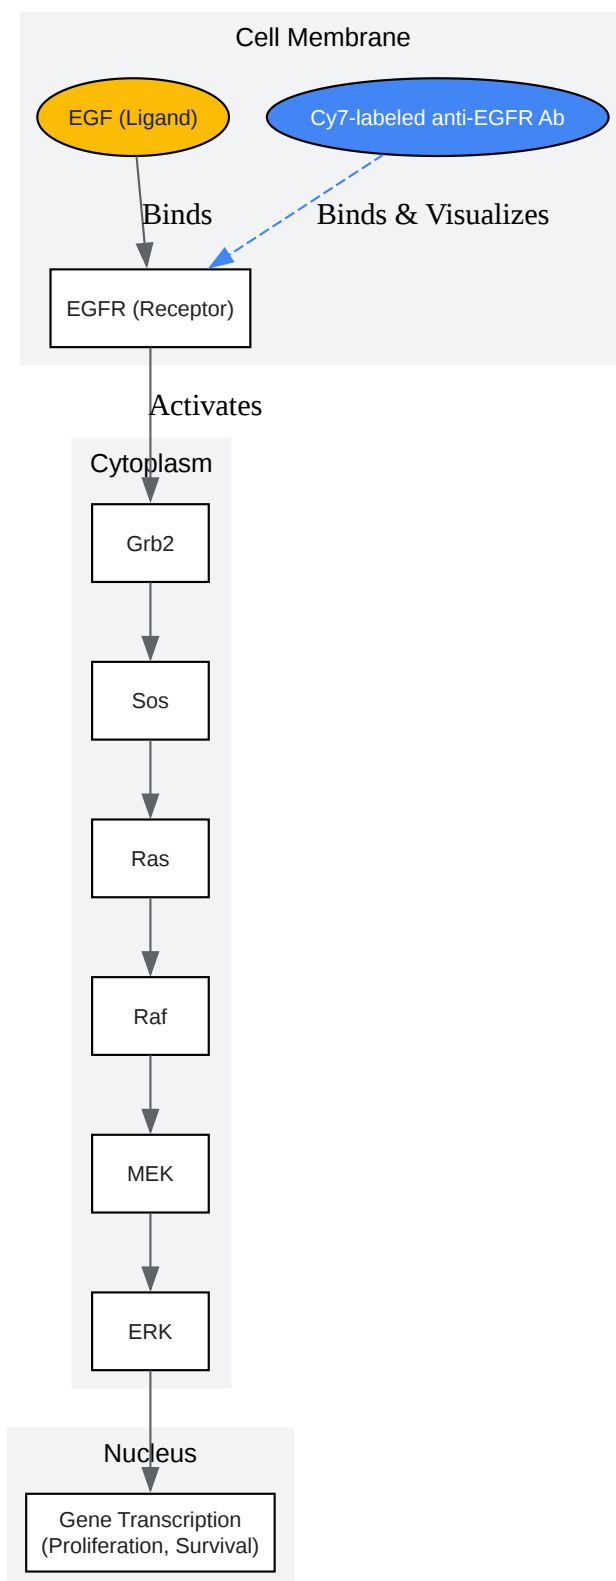 Cell Membrane
EGF (Ligand)
Cy7-labeled anti-EGFR Ab
Binds
Binds & Visualizes
EGFR (Receptor)
Activates
Cytoplasm
Grb2
Sos
Ras
Raf
MEK
ERK
Nucleus
Gene Transcription
(Proliferation, Survival)